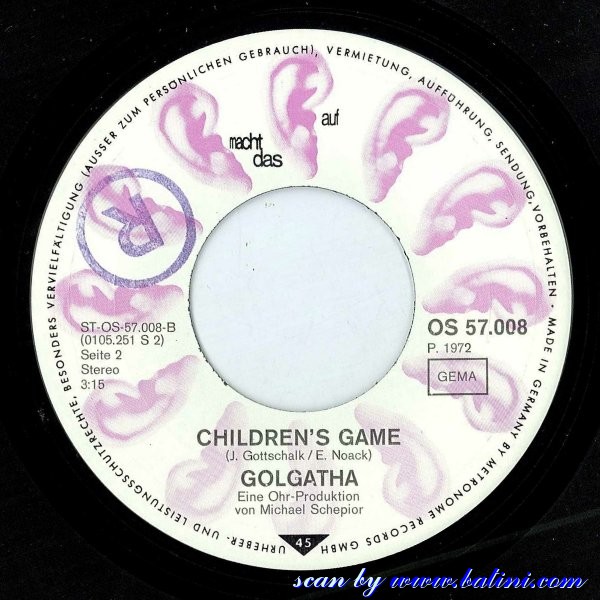 URHEBER- UND LEISTUNGSSCHUTZRECHTE, BESONDERS VERVIELFÄLTIGUNG (AUSSER ZUM PERSÖNLICHEN GEBRAUCH), VERMIETUNG, AUFFÜHRUNG, SENDUNG, VORBEHALTEN • MADE IN GERMANY BY METRONOME RECORDS GMBH
macht das auf
R
ST-OS-57.008-B
(0105.251 S 2)
Seite 2
Stereo
3:15
OS 57.008
P. 1972
GEMA
CHILDREN'S GAME
(J. Gottschalk / E. Noack)
GOLGATHA
Eine Ohr-Produktion
von Michael Schepior
45
scan by www.batini.com